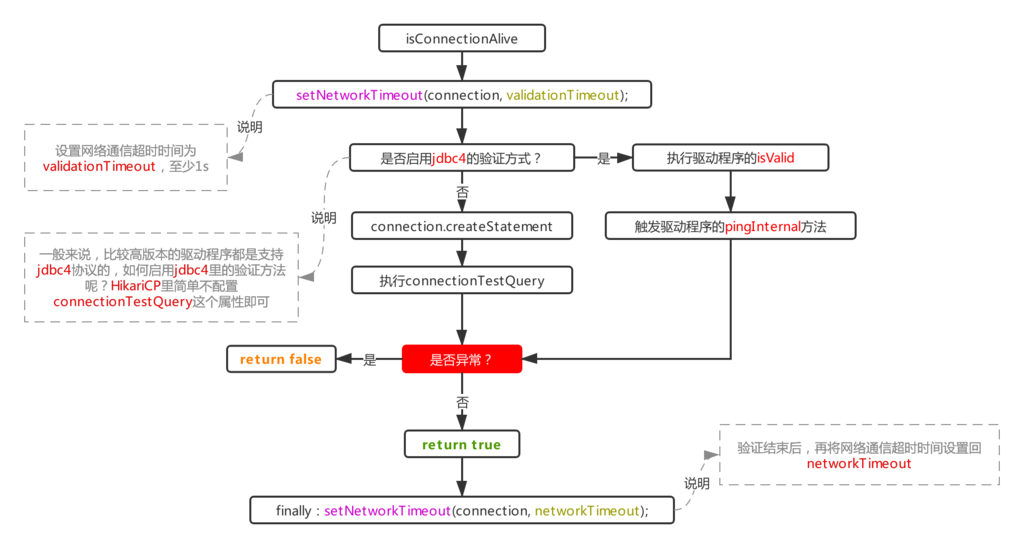 isConnectionAlive
setNetworkTimeout(connection, validationTimeout);
说明
设置网络通信超时时间为
validationTimeout，至少1s
是否启用jdbc4的验证方式？
是
执行驱动程序的isValid
否
说明
connection.createStatement
触发驱动程序的pingInternal方法
一般来说，比较高版本的驱动程序都是支持
jdbc4协议的，如何启用jdbc4里的验证方法
呢？HikariCP里简单不配置
connectionTestQuery这个属性即可
执行connectionTestQuery
return false
是
是否异常？
否
return true
验证结束后，再将网络通信超时时间设置回
networkTimeout
说明
finally：setNetworkTimeout(connection, networkTimeout);